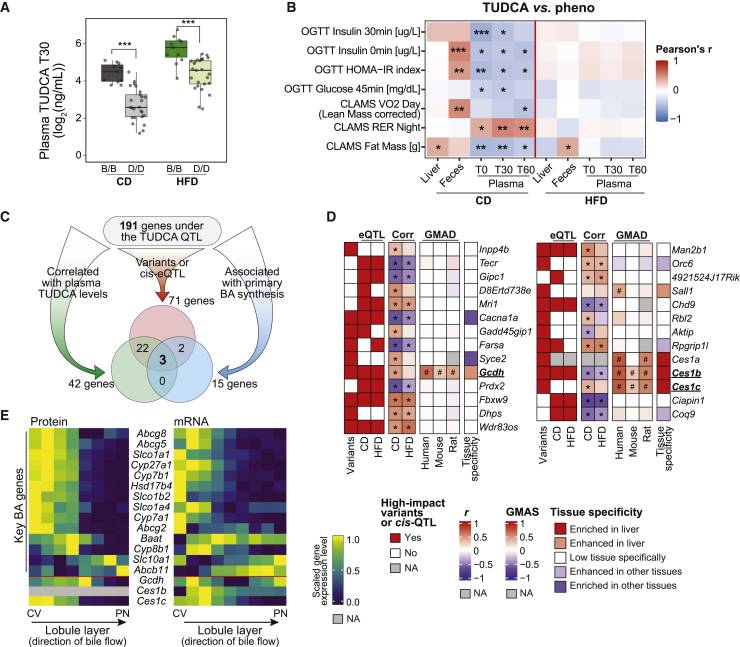 A
Plasma TUDCA T30
(log2(ng/mL))
6
4
2
***
***
B/B D/D B/B D/D
CD HFD
B
TUDCA vs. pheno
OGTT Insulin 30min [ug/L]
OGTT Insulin 0min [ug/L]
OGTT HOMA-IR index
OGTT Glucose 45min [mg/dL]
CLAMS VO2 Day
(Lean Mass corrected)
CLAMS RER Night
CLAMS Fat Mass [g]
*** * *
*** * * *
** ** * *
* *
** *
* ** **
* ** ** * *
Liver Feces T0 T30 T60 Liver Feces T0 T30 T60
Plasma Plasma
CD HFD
Pearson's r
1
0
−1
C
191 genes under
the TUDCA QTL
Correlated with plasma
TUDCA levels
Variants or
cis-eQTL
Associated with
primary BA synthesis
71 genes
22 2
3
0
42 genes
15 genes
D
eQTL Corr GMAD
Inpp4b
Tecr
Gipc1
D8Ertd738e
Mri1
Cacna1a
Gadd45gip1
Farsa
Syce2
Gcdh
Prdx2
Fbxw9
Dhps
Wdr83os
Variants CD HFD CD HFD Human Mouse Rat Tissue specificity
eQTL Corr GMAD
Man2b1
Orc6
4921524J17Rik
Sall1
Chd9
Rbl2
Aktip
Rpgrip1l
Ces1a
Ces1b
Ces1c
Ciapin1
Coq9
Variants CD HFD CD HFD Human Mouse Rat Tissue specificity
High-impact
variants
or cis-QTL
Yes
No
NA
r
1
0.5
0
−0.5
−1
NA
GMAS
1
0.5
0
−0.5
−1
NA
Tissue specificity
Enriched in liver
Enhanced in liver
Low tissue specifically
Enhanced in other tissues
Enriched in other tissues
E
Protein mRNA
Key BA genes
Abcg8
Abcg5
Slco1a1
Cyp27a1
Cyp7b1
Hsd17b4
Slco1b2
Slco1a4
Cyp7a1
Abcg2
Baat
Cyp8b1
Slc10a1
Abcb11
Gcdh
Ces1b
Ces1c
CV PN CV PN
Lobule layer Lobule layer
(direction of bile flow) (direction of bile flow)
Scaled gene
expression level
1.0
0.5
0.0
NA